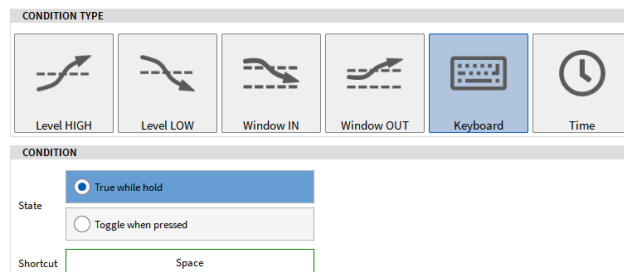 CONDITION TYPE
Level HIGH Level LOW Window IN Window OUT Keyboard Time
CONDITION
State
True while hold
Toggle when pressed
Shortcut Space